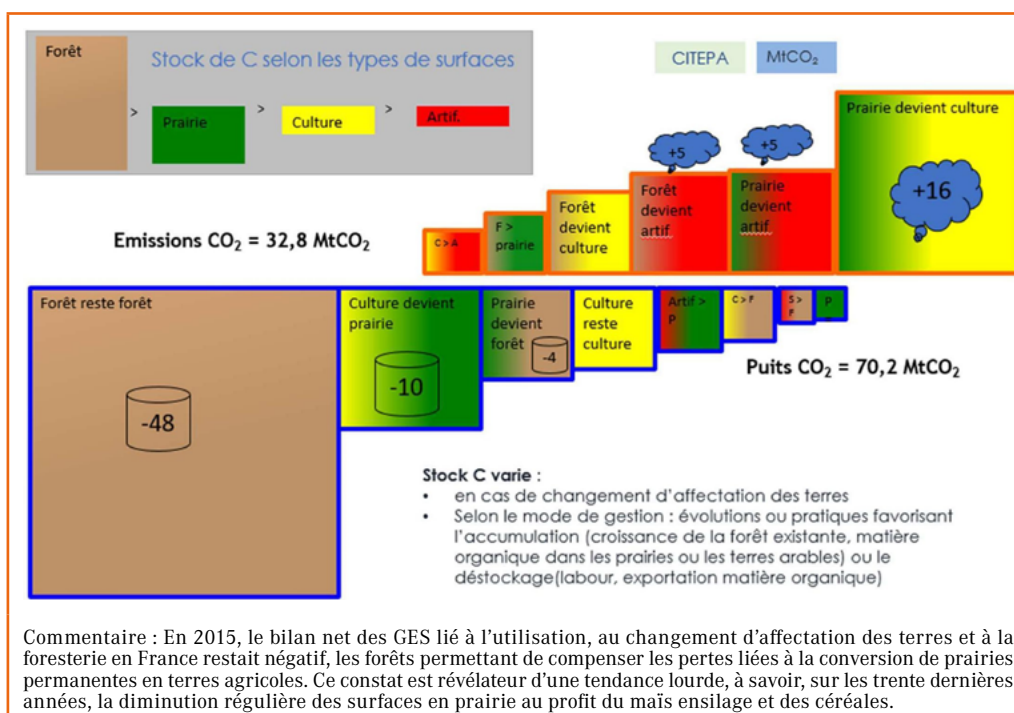 Forêt
Stock de C selon les types de surfaces
>
Prairie
>
Culture
>
Artif.
CITEPA
MtCO₂
Emissions CO₂ = 32,8 MtCO₂
C > A
F >
prairie
Forêt
devient
culture
+5
Forêt
devient
artif.
+5
Prairie
devient
artif.
Prairie devient culture
+16
Forêt reste forêt
-48
Culture devient
prairie
-10
Prairie
devient
forêt
-4
Culture
reste
culture
Artif >
P
C > F
S >
F
P
Puits CO₂ = 70,2 MtCO₂
Stock C varie :
• en cas de changement d’affectation des terres
• Selon le mode de gestion : évolutions ou pratiques favorisant
l’accumulation (croissance de la forêt existante, matière
organique dans les prairies ou les terres arables) ou le
déstockage(labour, exportation matière organique)
Commentaire : En 2015, le bilan net des GES lié à l’utilisation, au changement d’affectation des terres et à la
foresterie en France restait négatif, les forêts permettant de compenser les pertes liées à la conversion de prairies
permanentes en terres agricoles. Ce constat est révélateur d’une tendance lourde, à savoir, sur les trente dernières
années, la diminution régulière des surfaces en prairie au profit du maïs ensilage et des céréales.